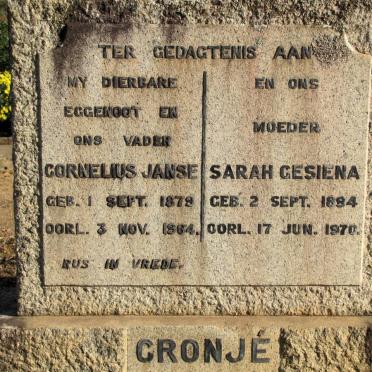 TER GEDAGTENIS AAN
MY DIERBARE
EGGENOOT EN
ONS VADER
CORNELIUS JANSE
GEB. 1 SEPT. 1879
OORL. 3 NOV. 1964.
RUS IN VREDE.
EN ONS
MOEDER
SARAH GESIENA
GEB. 2 SEPT. 1894
OORL. 17 JUN. 1970.
CRONJÉ